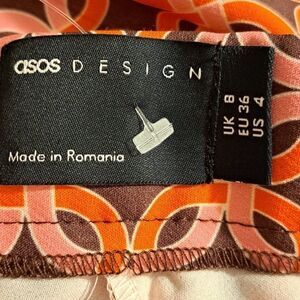 asos DESIGN
Made in Romania
UK 8
EU 36
US 4